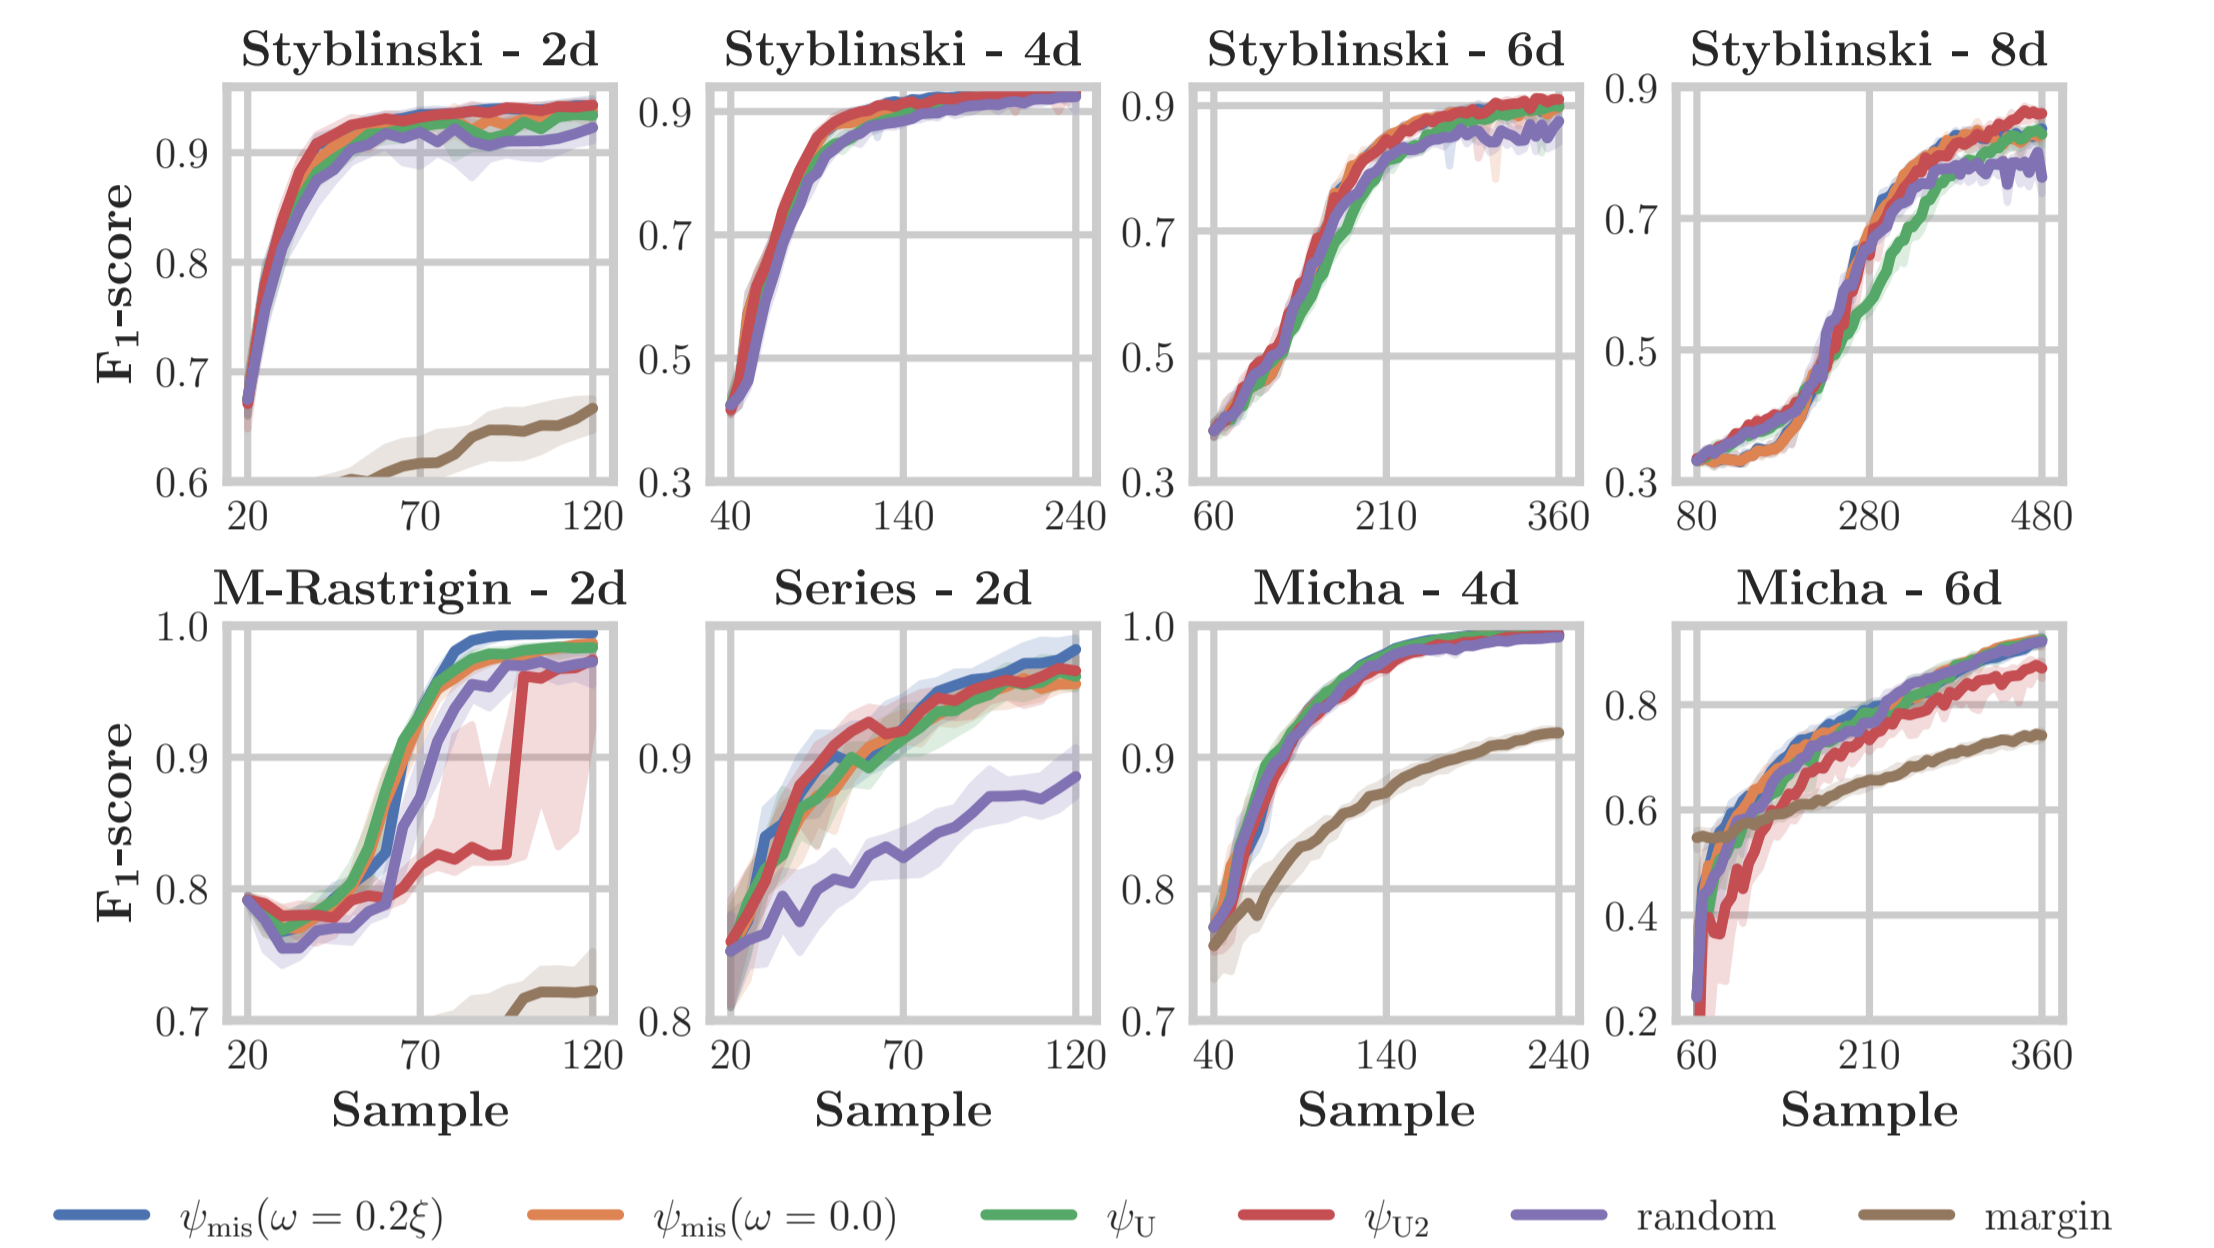 Styblinski - 2d
Styblinski - 4d
Styblinski - 6d
Styblinski - 8d
F₁-score
0.9
0.8
0.7
0.6
20 70 120
0.9
0.7
0.5
0.3
40 140 240
0.9
0.7
0.5
0.3
60 210 360
0.9
0.7
0.5
0.3
80 280 480
M-Rastrigin - 2d
Series - 2d
Micha - 4d
Micha - 6d
F₁-score
1.0
0.9
0.8
0.7
20 70 120
Sample
0.9
0.8
20 70 120
Sample
1.0
0.9
0.8
0.7
40 140 240
Sample
0.8
0.6
0.4
0.2
60 210 360
Sample
ψmis(ω = 0.2ξ) ψmis(ω = 0.0) ψU ψU2 random margin